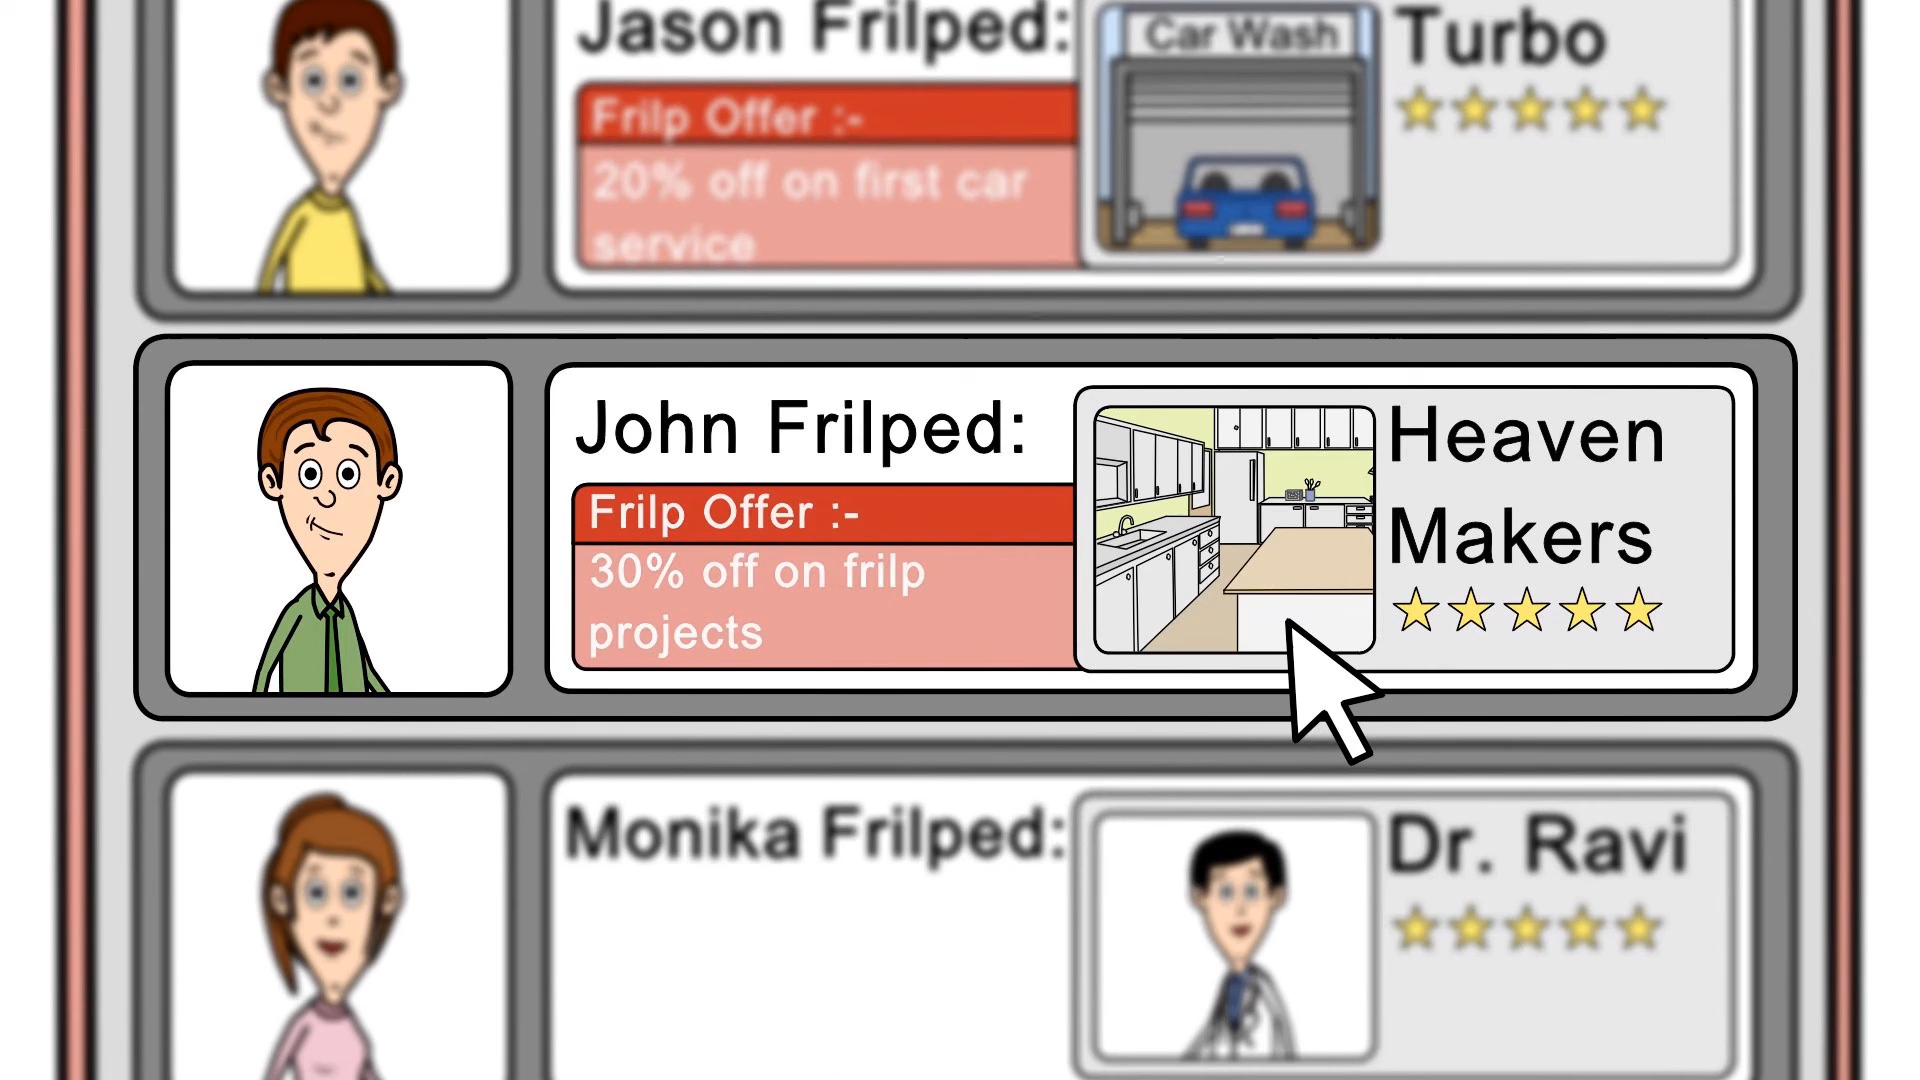 Jason Frilped:
Frilp Offer :-
20% off on first car
service
Car Wash
Turbo
John Frilped:
Frilp Offer :-
30% off on frilp
projects
Heaven
Makers
Monika Frilped:
Dr. Ravi